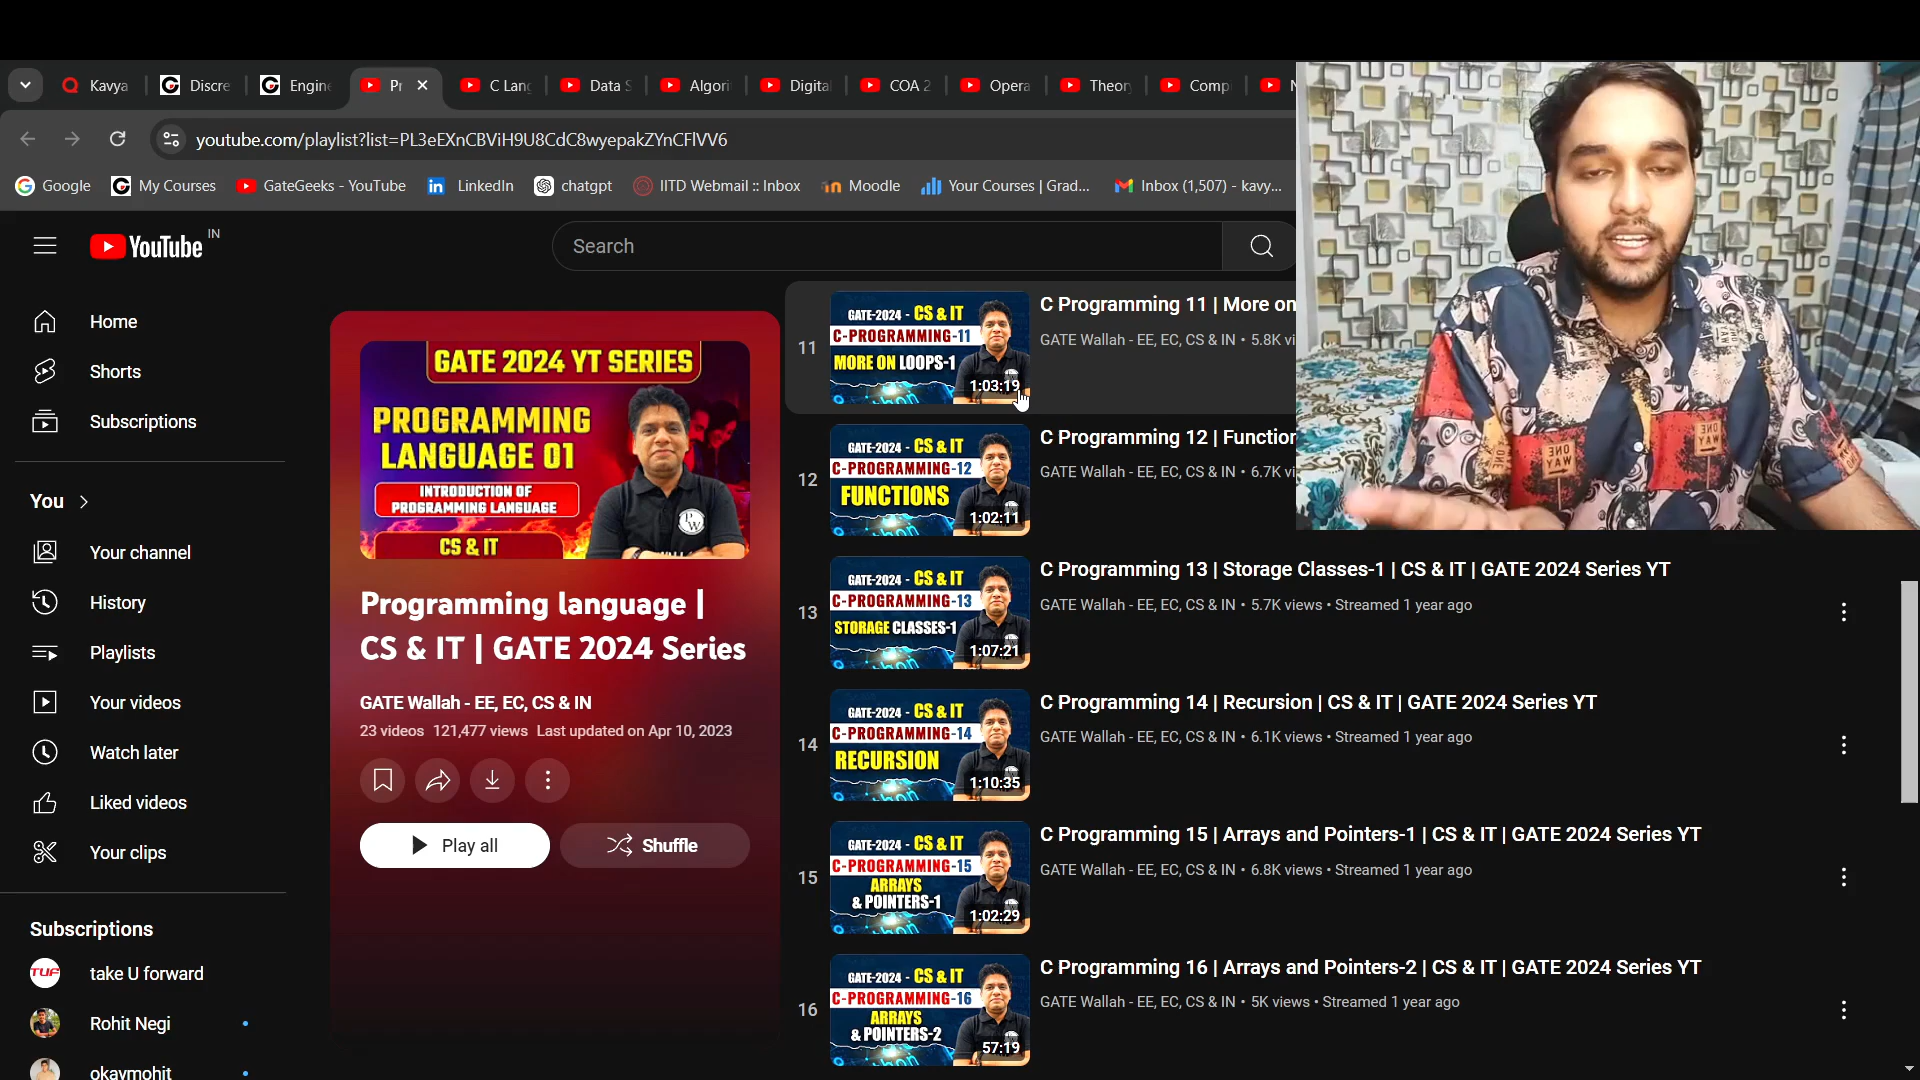 Kavya
Discre
Engine
Pr
C Lang
Data S
Algori
Digita
COA 2
Opera
Theory
Comp
youtube.com/playlist?list=PL3eEXnCBViH9U8CdC8wyepakZYnCFlVV6
Google
My Courses
GateGeeks - YouTube
LinkedIn
chatgpt
IITD Webmail :: Inbox
Moodle
Your Courses | Grad...
Inbox (1,507) - kavy...
YouTube IN
Search
Home
Shorts
Subscriptions
You
Your channel
History
Playlists
Your videos
Watch later
Liked videos
Your clips
Subscriptions
TUF
take U forward
Rohit Negi
okaymohit
GATE 2024 YT SERIES
PROGRAMMING
LANGUAGE 01
INTRODUCTION OF
PROGRAMMING LANGUAGE
CS & IT
PW
Programming language |
CS & IT | GATE 2024 Series
GATE Wallah - EE, EC, CS & IN
23 videos 121,477 views Last updated on Apr 10, 2023
Play all
Shuffle
11
GATE-2024 - CS & IT
C-PROGRAMMING-11
MORE ON LOOPS-1
1:03:19
C Programming 11 | More on
GATE Wallah - EE, EC, CS & IN • 5.8K vi
12
GATE-2024 - CS & IT
C-PROGRAMMING-12
FUNCTIONS
1:02:11
C Programming 12 | Function
GATE Wallah - EE, EC, CS & IN • 6.7K vi
13
GATE-2024 - CS & IT
C-PROGRAMMING-13
STORAGE CLASSES-1
1:07:21
C Programming 13 | Storage Classes-1 | CS & IT | GATE 2024 Series YT
GATE Wallah - EE, EC, CS & IN • 5.7K views • Streamed 1 year ago
14
GATE-2024 - CS & IT
C-PROGRAMMING-14
RECURSION
1:10:35
C Programming 14 | Recursion | CS & IT | GATE 2024 Series YT
GATE Wallah - EE, EC, CS & IN • 6.1K views • Streamed 1 year ago
15
GATE-2024 - CS & IT
C-PROGRAMMING-15
ARRAYS
& POINTERS-1
1:02:29
C Programming 15 | Arrays and Pointers-1 | CS & IT | GATE 2024 Series YT
GATE Wallah - EE, EC, CS & IN • 6.8K views • Streamed 1 year ago
16
GATE-2024 - CS & IT
C-PROGRAMMING-16
ARRAYS
& POINTERS-2
57:19
C Programming 16 | Arrays and Pointers-2 | CS & IT | GATE 2024 Series YT
GATE Wallah - EE, EC, CS & IN • 5K views • Streamed 1 year ago
ONE
WAY
ONE
WAY